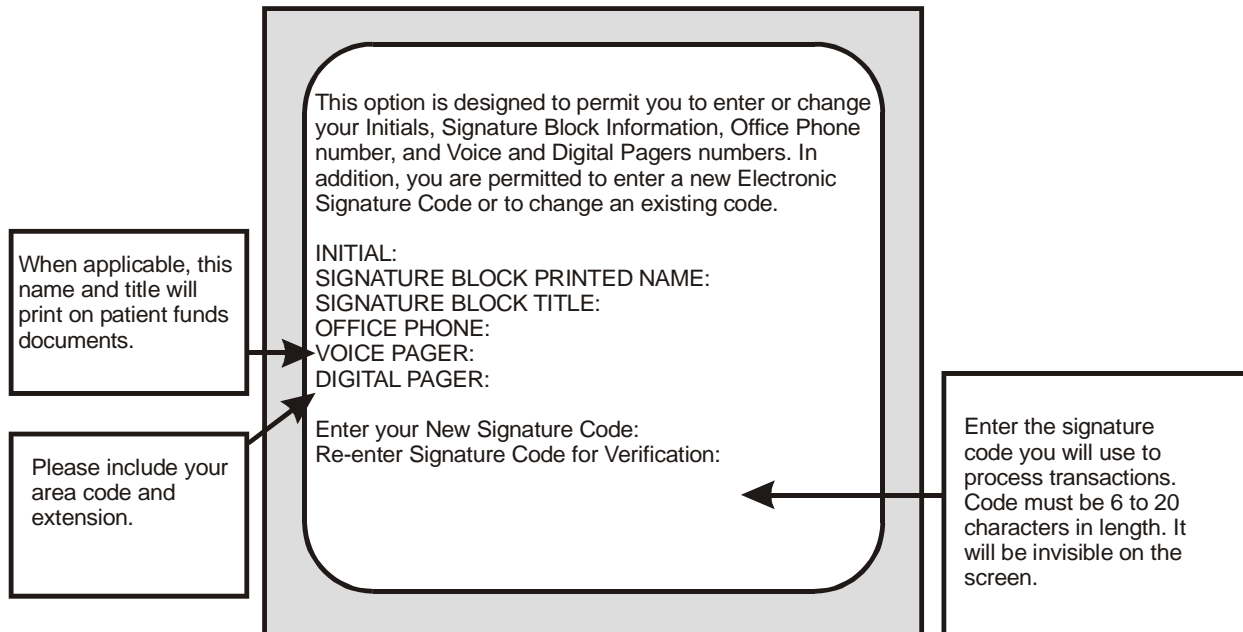 This option is designed to permit you to enter or change
your Initials, Signature Block Information, Office Phone
number, and Voice and Digital Pagers numbers. In
addition, you are permitted to enter a new Electronic
Signature Code or to change an existing code.
INITIAL:
SIGNATURE BLOCK PRINTED NAME:
SIGNATURE BLOCK TITLE:
OFFICE PHONE:
VOICE PAGER:
DIGITAL PAGER:
Enter your New Signature Code:
Re-enter Signature Code for Verification:
When applicable, this
name and title will
print on patient funds
documents.
Please include your
area code and
extension.
Enter the signature
code you will use to
process transactions.
Code must be 6 to 20
characters in length. It
will be invisible on the
screen.